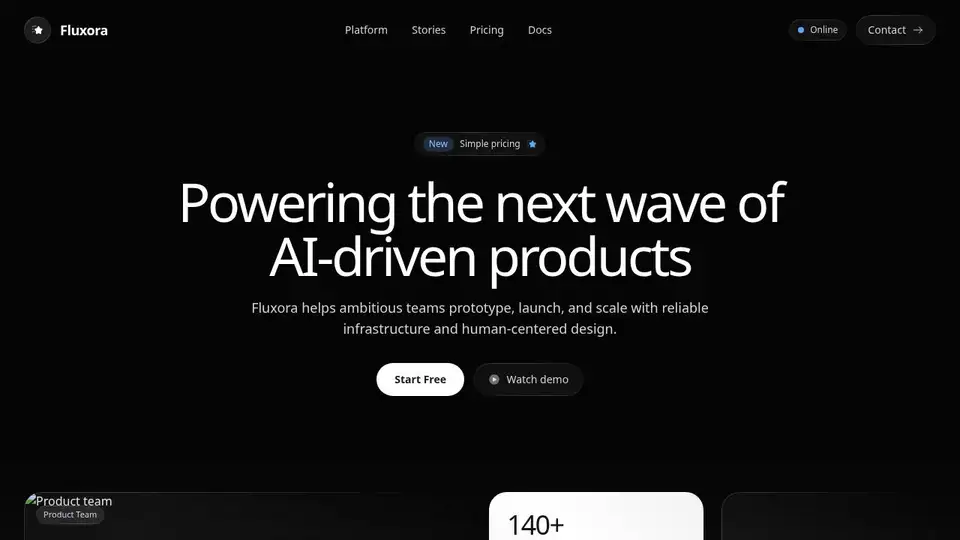 Fluxora
Platform
Stories
Pricing
Docs
Online
Contact
New
Simple pricing
Powering the next wave of
AI-driven products
Fluxora helps ambitious teams prototype, launch, and scale with reliable
infrastructure and human-centered design.
Start Free
Watch demo
Product team
Product Team
140+